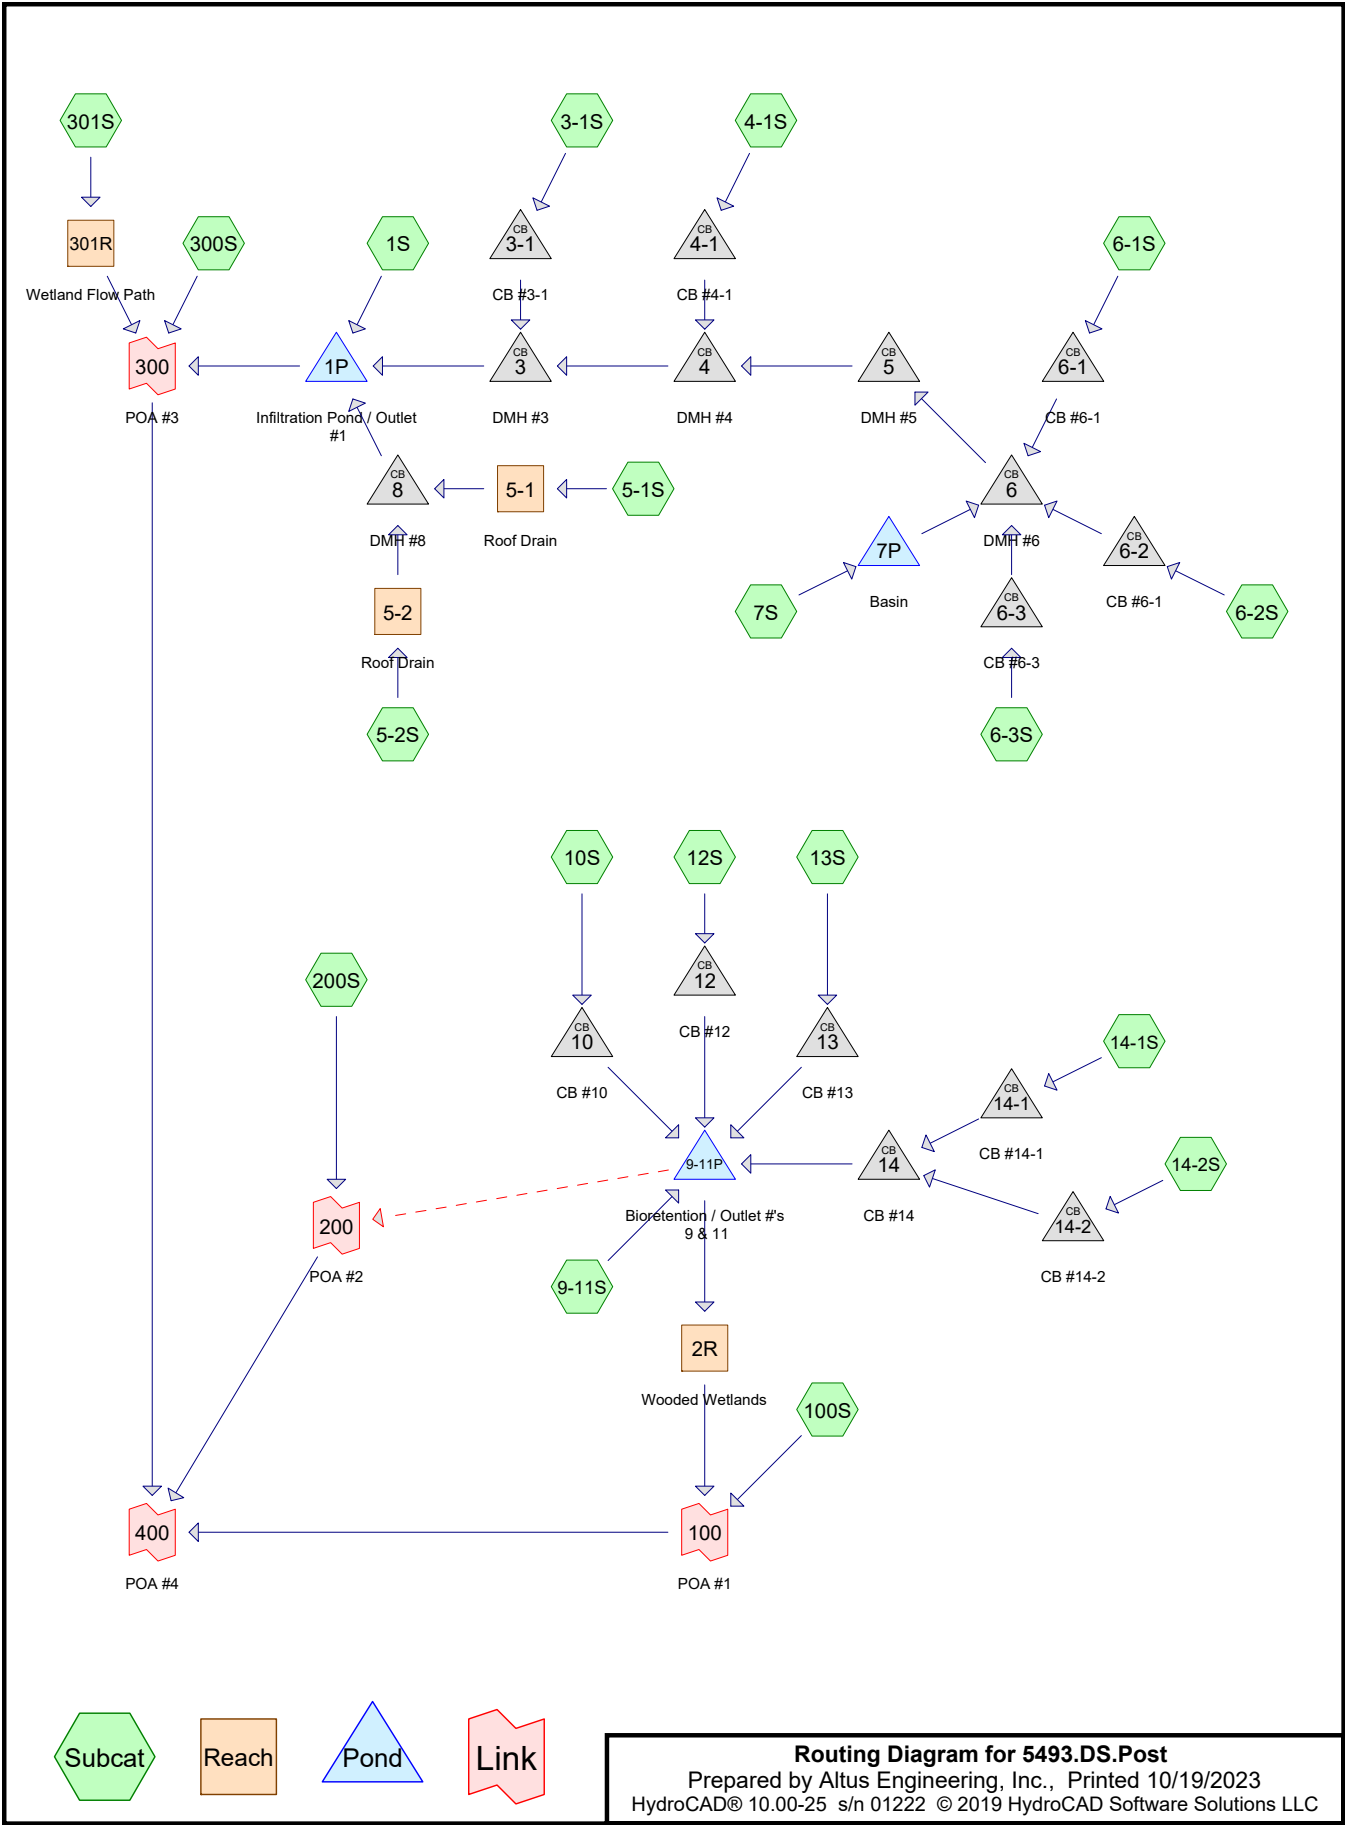 301S
3-1S
4-1S
301R
Wetland Flow Path
300S
1S
CB
3-1
CB #3-1
CB
4-1
CB #4-1
6-1S
300
POA #3
1P
Infiltration Pond / Outlet
#1
CB
3
DMH #3
CB
4
DMH #4
CB
5
DMH #5
CB
6-1
CB #6-1
CB
8
DMH #8
5-1
Roof Drain
5-1S
CB
6
DMH #6
7P
Basin
CB
6-2
CB #6-1
5-2
Roof Drain
7S
CB
6-3
CB #6-3
6-2S
5-2S
6-3S
10S
12S
13S
200S
CB
12
CB #12
CB
10
CB #10
CB
13
CB #13
14-1S
CB
14-1
CB #14-1
9-11P
Bioretention / Outlet #'s
9 & 11
CB
14
CB #14
14-2S
200
POA #2
CB
14-2
CB #14-2
9-11S
2R
Wooded Wetlands
100S
400
POA #4
100
POA #1
Subcat
Reach
Pond
Link
Routing Diagram for 5493.DS.Post
Prepared by Altus Engineering, Inc.,  Printed 10/19/2023
HydroCAD® 10.00-25  s/n 01222  © 2019 HydroCAD Software Solutions LLC